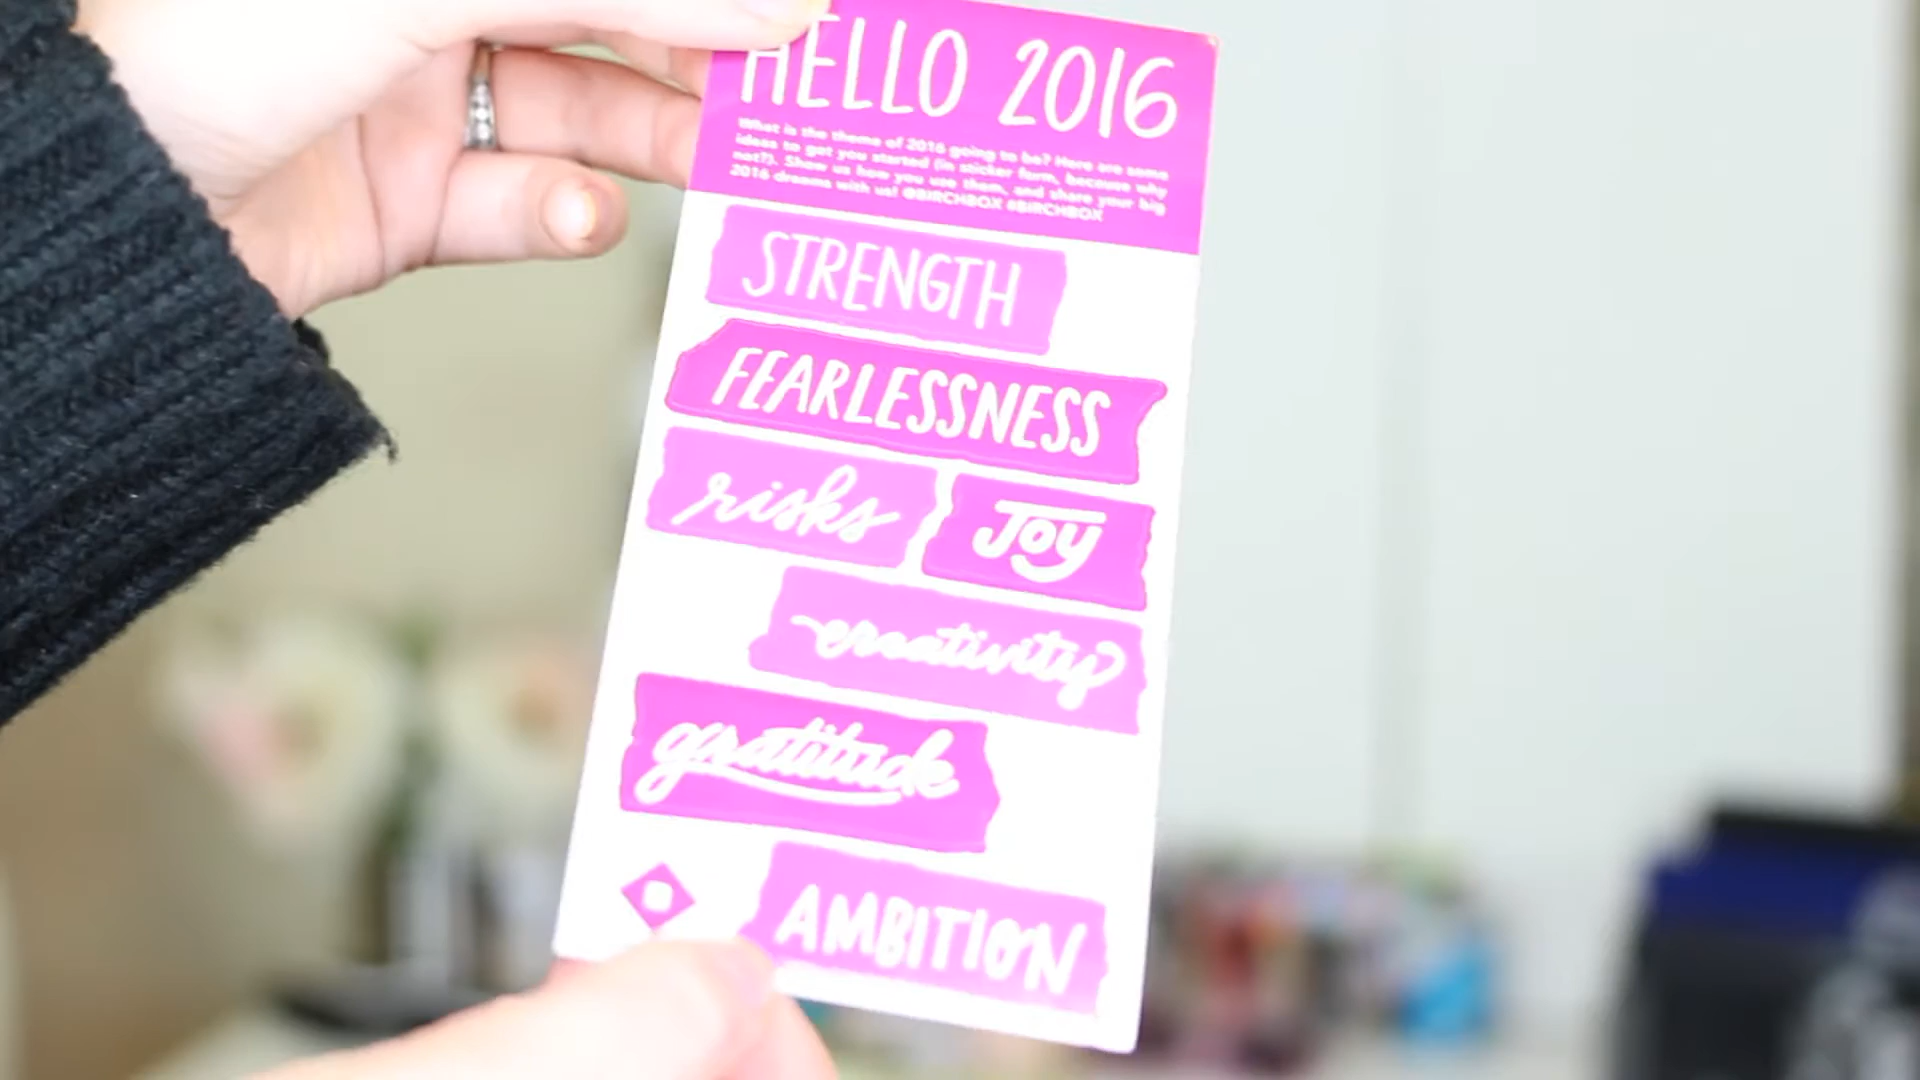 HELLO 2016
What is the theme of 2016 going to be? Here are some
ideas to get you started (in sticker form, because why
not?). Show us how you use them, and share your big
2016 dreams with us! @BIRCHBOX #BIRCHBOX
STRENGTH
FEARLESSNESS
risks JOY
creativity
gratitude
AMBITION